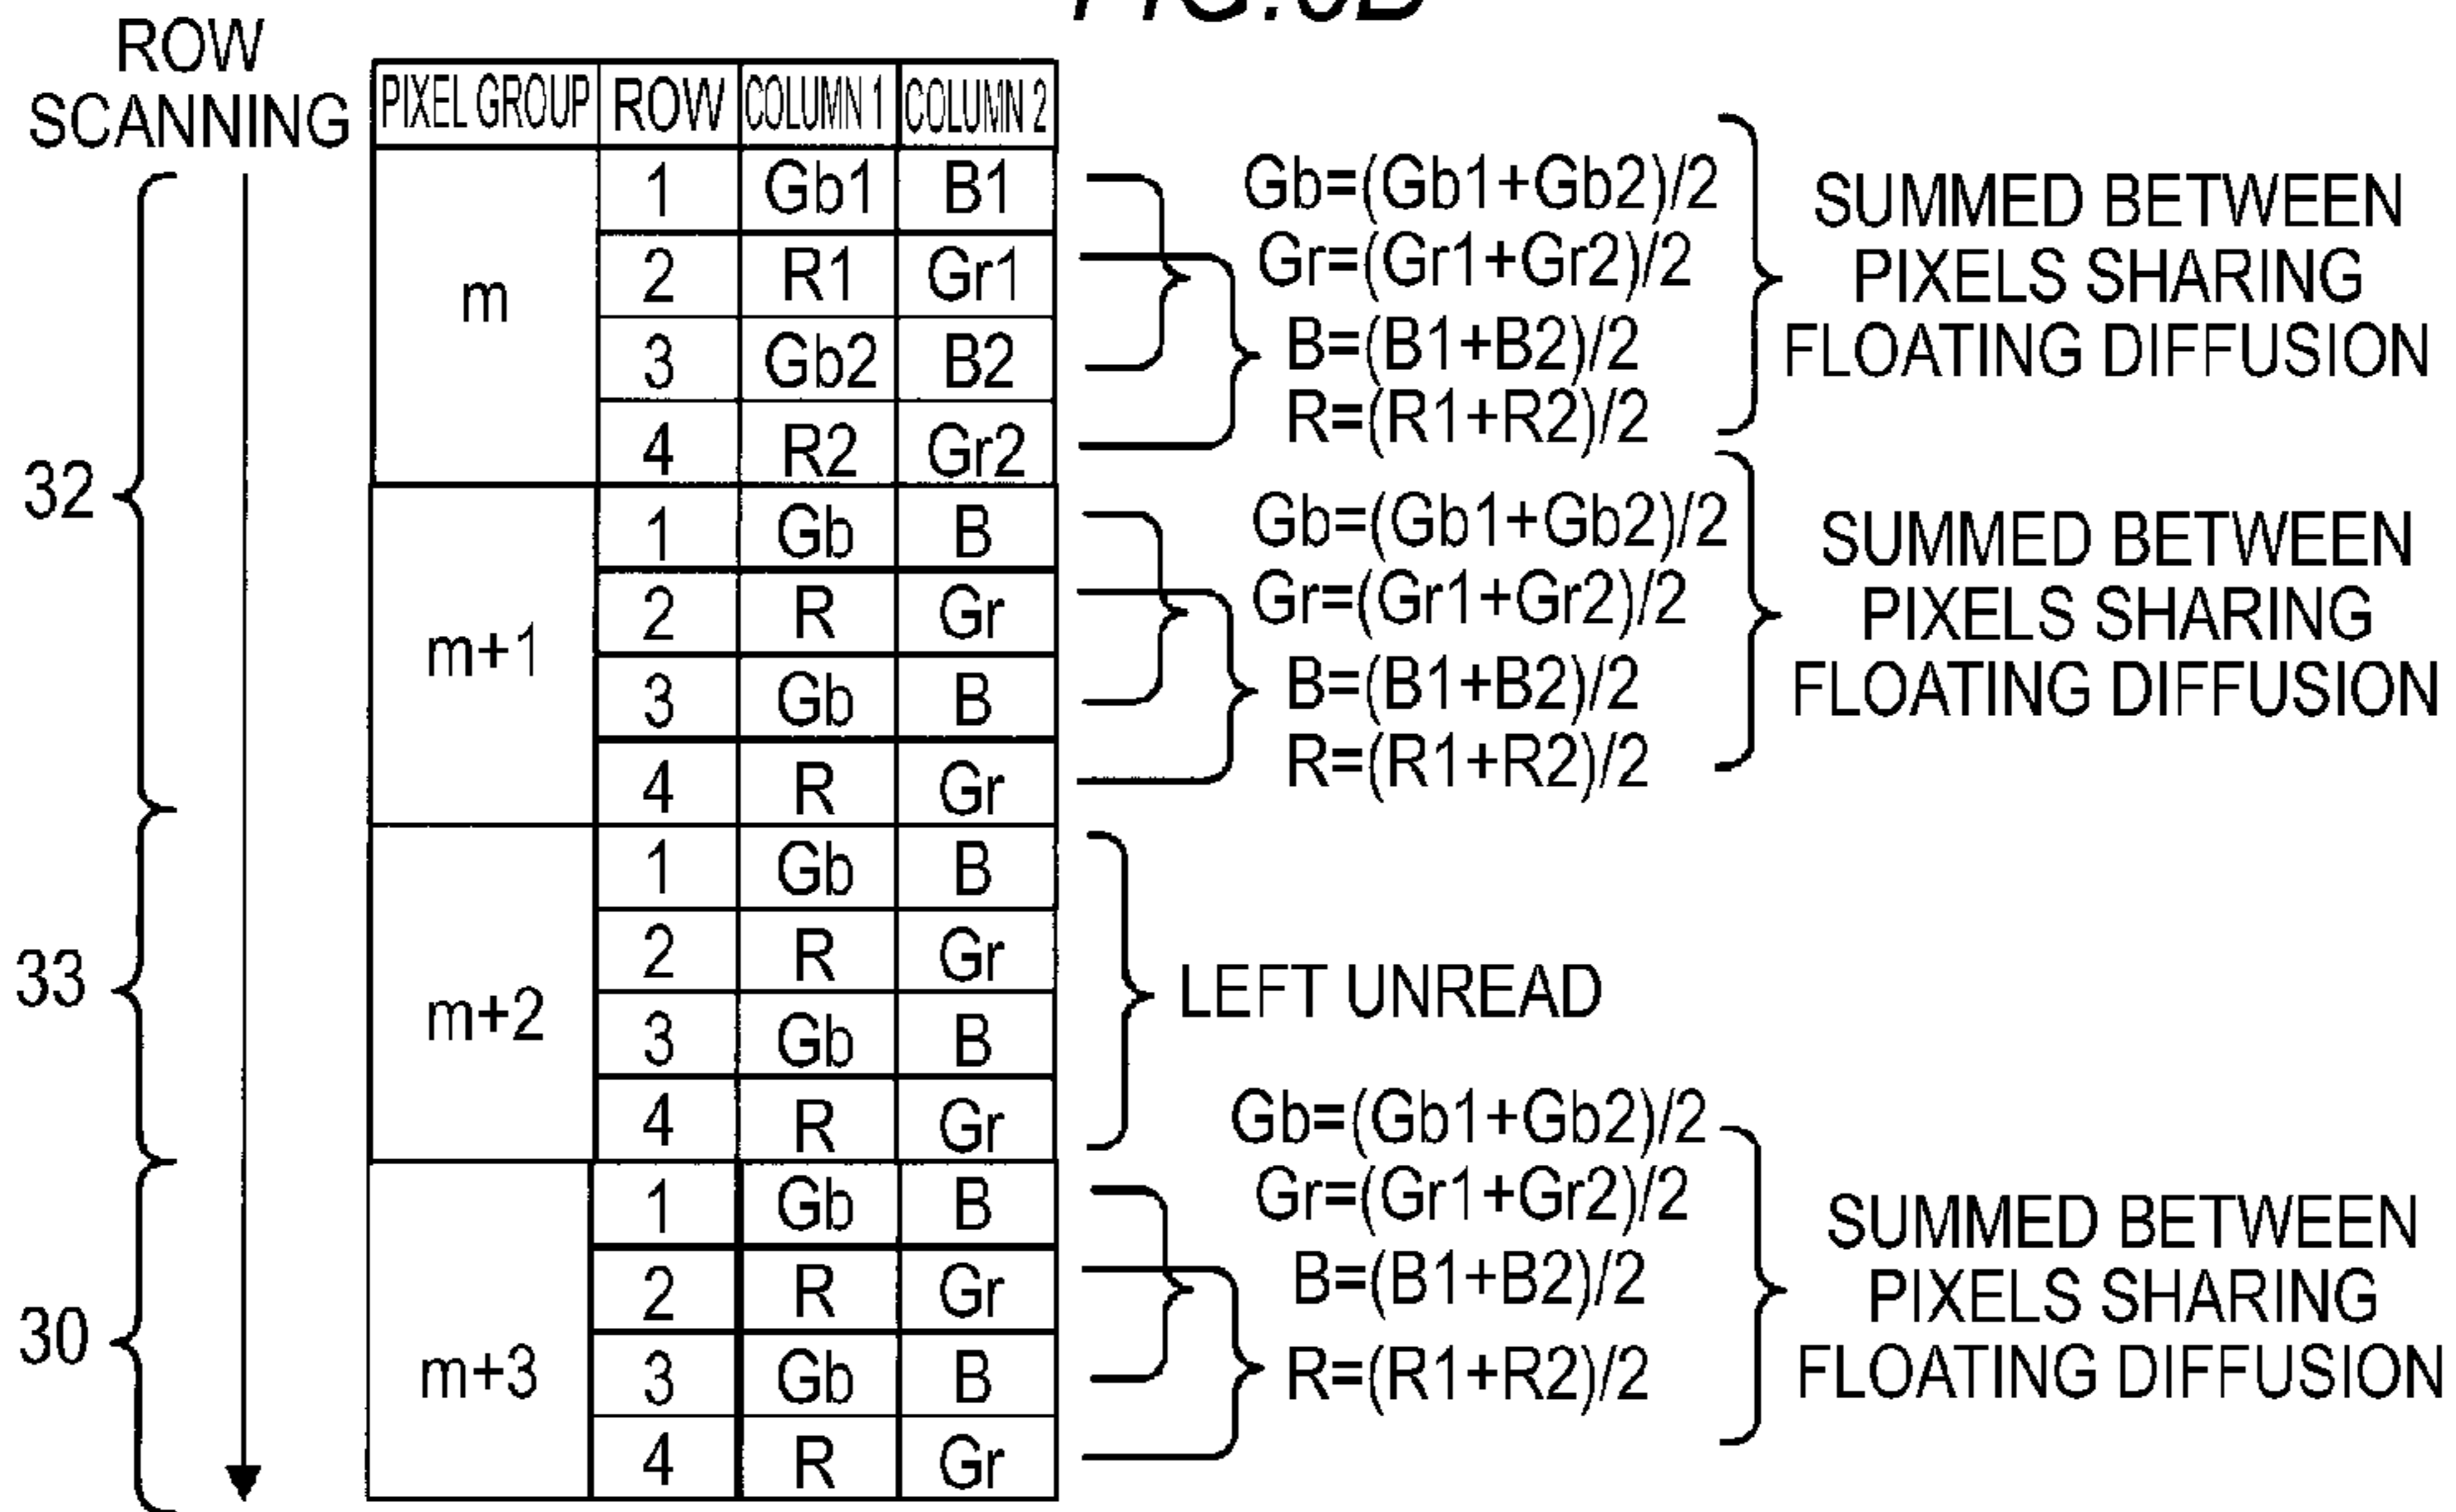 ROW
SCANNING
PIXEL GROUP ROW COLUMN 1 COLUMN 2
m
1 Gb1 B1
2 R1 Gr1
3 Gb2 B2
4 R2 Gr2
Gb=(Gb1+Gb2)/2
Gr=(Gr1+Gr2)/2
B=(B1+B2)/2
R=(R1+R2)/2
SUMMED BETWEEN
PIXELS SHARING
FLOATING DIFFUSION
32
m+1
1 Gb B
2 R Gr
3 Gb B
4 R Gr
Gb=(Gb1+Gb2)/2
Gr=(Gr1+Gr2)/2
B=(B1+B2)/2
R=(R1+R2)/2
SUMMED BETWEEN
PIXELS SHARING
FLOATING DIFFUSION
33
m+2
1 Gb B
2 R Gr
3 Gb B
4 R Gr
LEFT UNREAD
30
m+3
1 Gb B
2 R Gr
3 Gb B
4 R Gr
Gb=(Gb1+Gb2)/2
Gr=(Gr1+Gr2)/2
B=(B1+B2)/2
R=(R1+R2)/2
SUMMED BETWEEN
PIXELS SHARING
FLOATING DIFFUSION